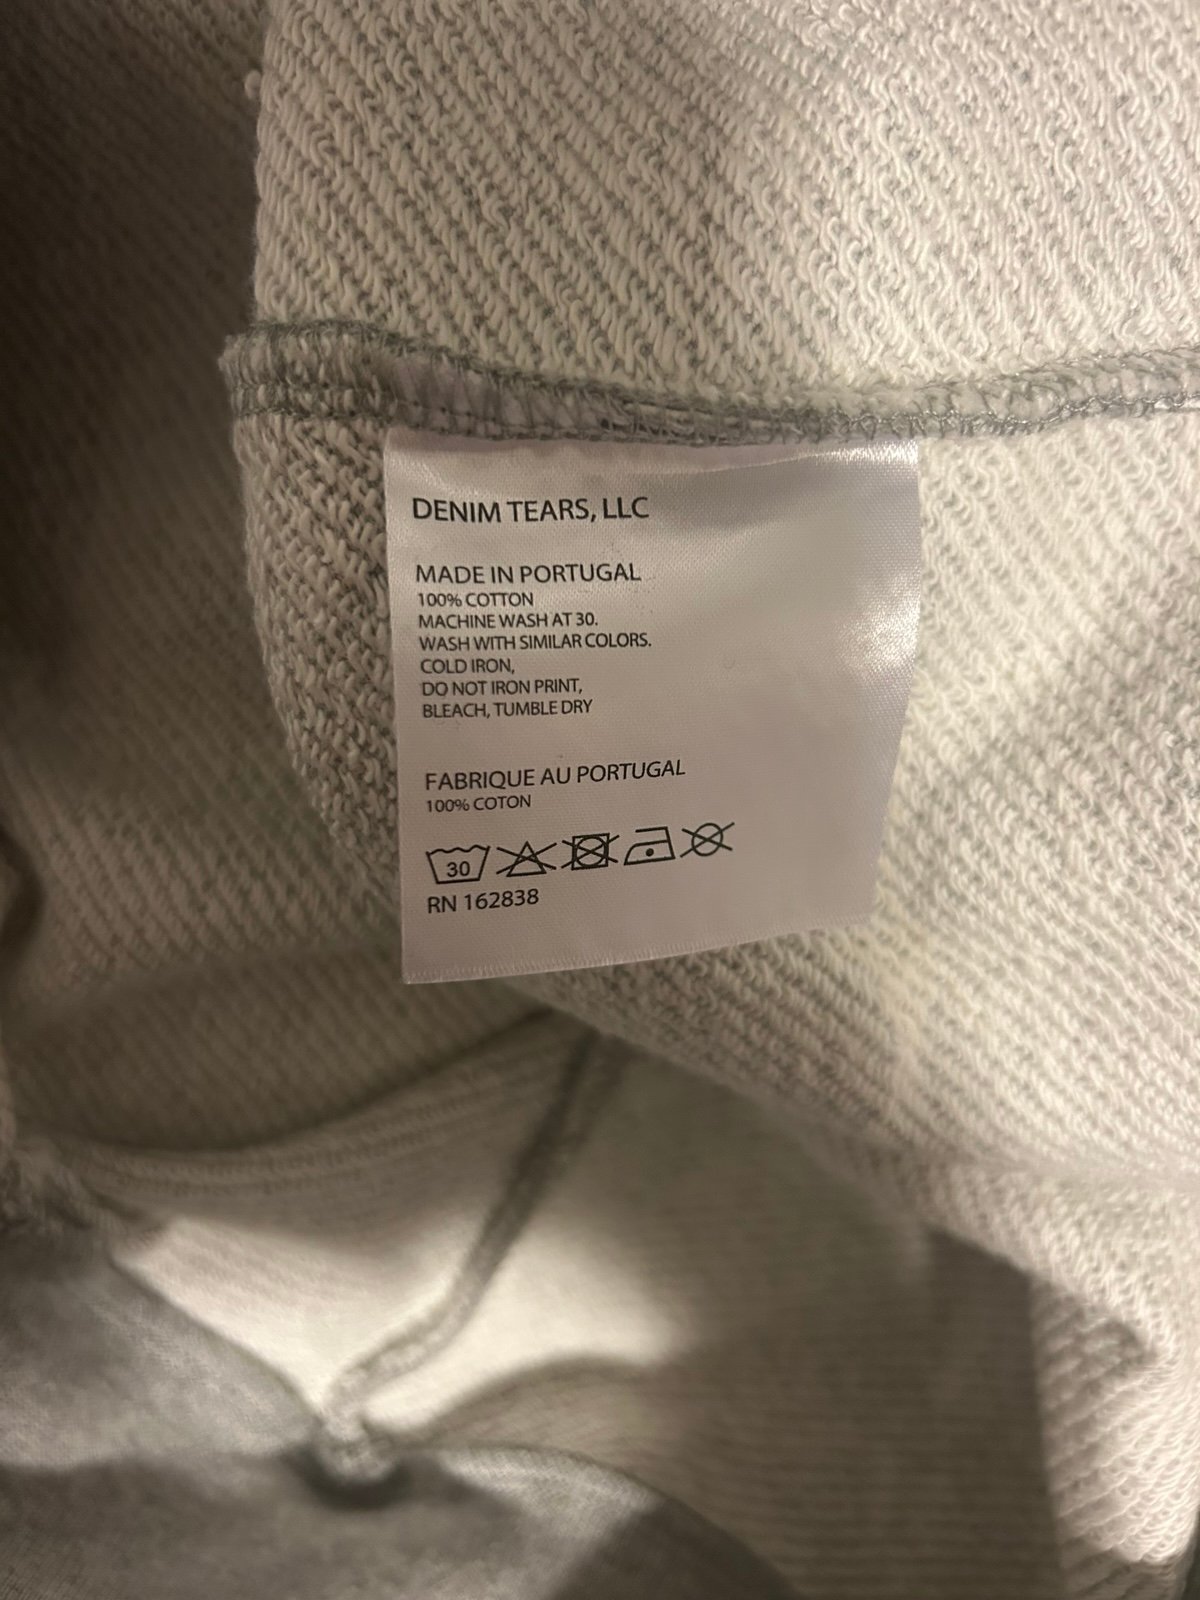 DENIM TEARS, LLC
MADE IN PORTUGAL
100% COTTON
MACHINE WASH AT 30.
WASH WITH SIMILAR COLORS.
COLD IRON,
DO NOT IRON PRINT,
BLEACH, TUMBLE DRY
FABRIQUE AU PORTUGAL
100% COTON
30
RN 162838